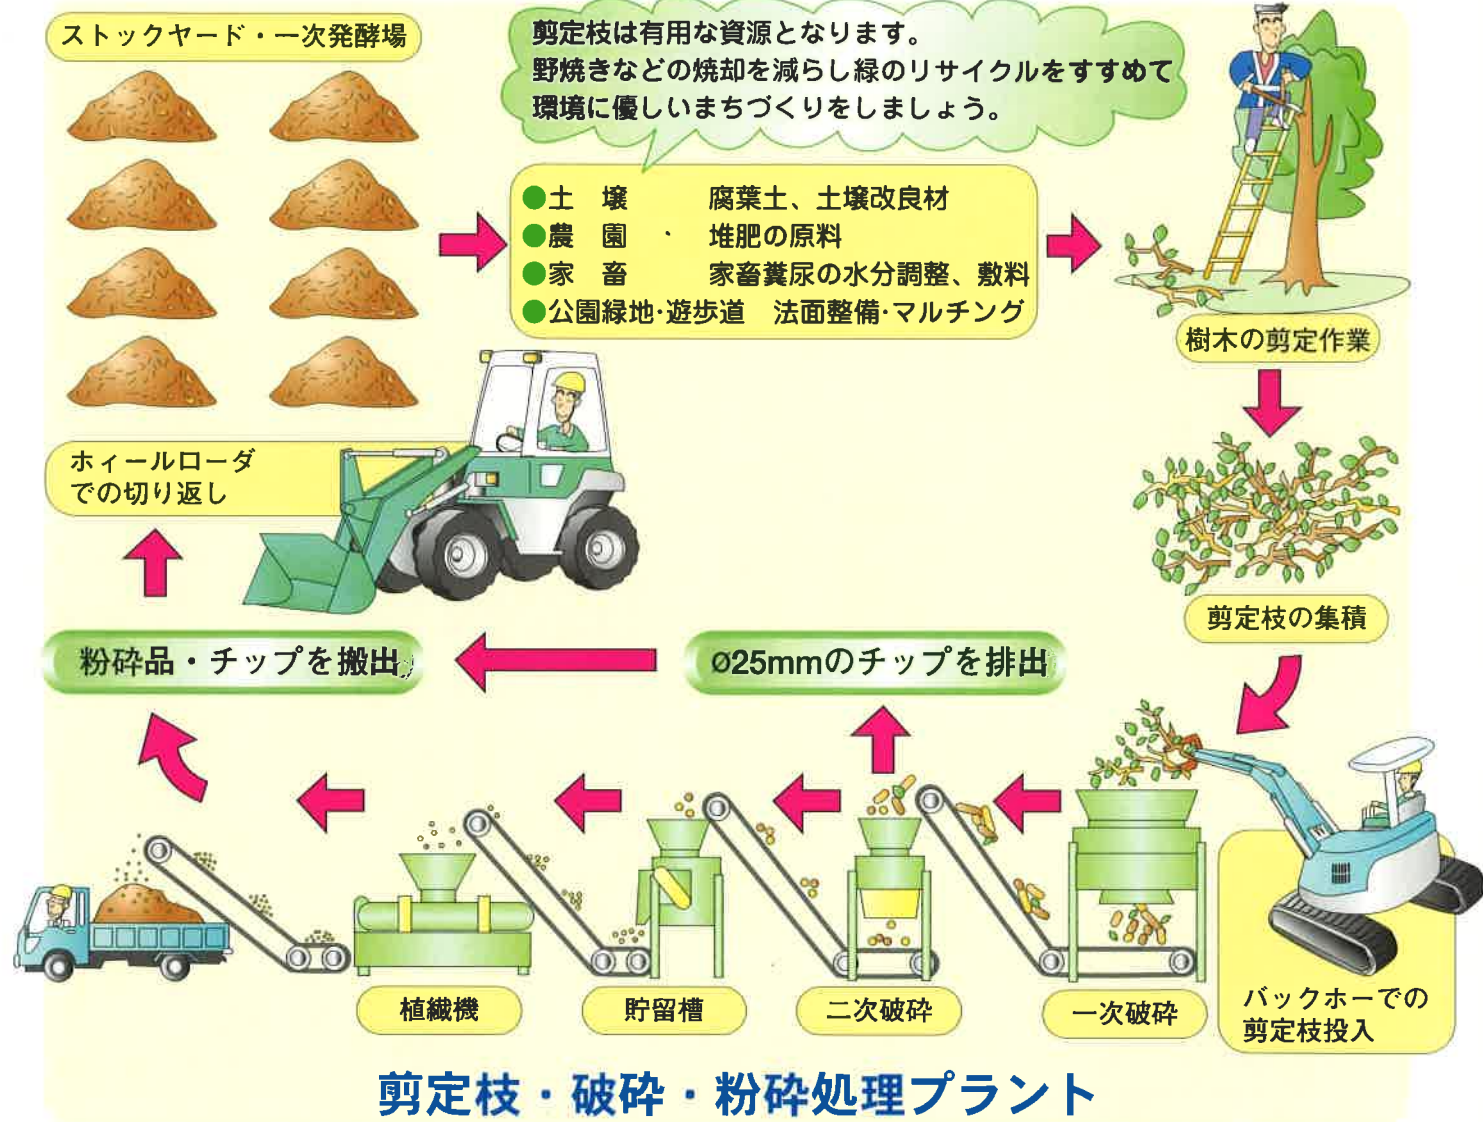 ストックヤード・一次発酵場
剪定枝は有用な資源となります。
野焼きなどの焼却を減らし緑のリサイクルをすすめて
環境に優しいまちづくりをしましょう。
●土　壌　　　腐葉土、土壌改良材
●農　園　・　堆肥の原料
●家　畜　　　家畜糞尿の水分調整、敷料
●公園緑地・遊歩道　法面整備・マルチング
樹木の剪定作業
ホィールローダ
での切り返し
剪定枝の集積
粉砕品・チップを搬出
Ø25mmのチップを排出
植繊機
貯留槽
二次破砕
一次破砕
バックホーでの
剪定枝投入
剪定枝・破砕・粉砕処理プラント